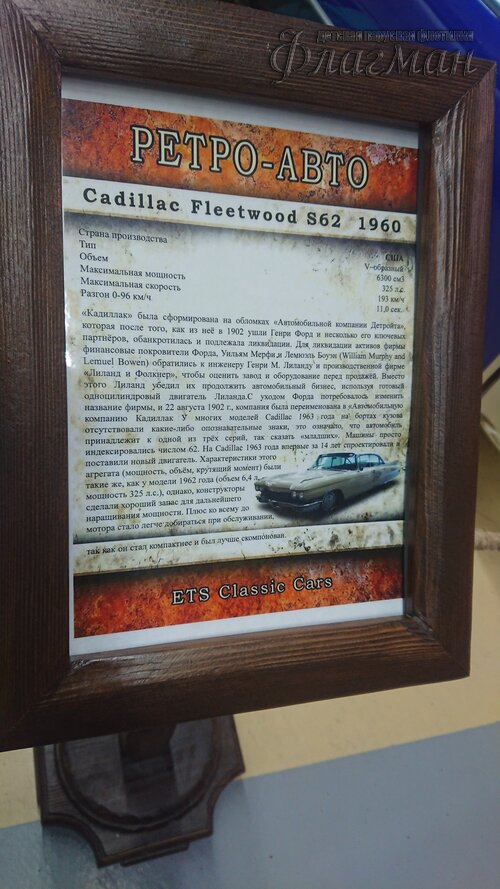 детская парусная флотилия
Флагман
РЕТРО-АВТО
Cadillac Fleetwood S62 1960
Страна производства США
Тип V-образный
Объем 6300 см3
Максимальная мощность 325 л.с.
Максимальная скорость 193 км/ч
Разгон 0-96 км/ч 11,0 сек.
«Кадиллак» была сформирована на обломках «Автомобильной компании Детройта»,
которая после того, как из неё в 1902 ушли Генри Форд и несколько его ключевых
партнёров, обанкротилась и подлежала ликвидации. Для ликвидации активов фирмы
финансовые покровители Форда, Уильям Мерфи и Лемюэль Боуэн (William Murphy and
Lemuel Bowen) обратились к инженеру Генри М. Лиланду и производственной фирме
«Лиланд и Фолкнер», чтобы оценить завод и оборудование перед продажей. Вместо
этого Лиланд убедил их продолжить автомобильный бизнес, используя готовый
одноцилиндровый двигатель Лиланда.С уходом Форда потребовалось изменить
название фирмы, и 22 августа 1902 г., компания была переименована в «Автомобильную
компанию Кадиллак У многих моделей Cadillac 1963 года на бортах кузова
отсутствовали какие-либо опознавательные знаки, это означало, что автомобиль
принадлежит к одной из трёх серий, так сказать «младших». Машины просто
индексировались числом 62. На Cadillac 1963 года впервые за 14 лет спроектировали и
поставили новый двигатель. Характеристики этого
агрегата (мощность, объём, крутящий момент) были
такие же, как у модели 1962 года (объем 6,4 л,
мощность 325 л.с.), однако, конструкторы
сделали хороший запас для дальнейшего
наращивания мощности. Плюс ко всему до
мотора стало легче добираться при обслуживании,
так как он стал компактнее и был лучше скомпонован.
ETS Classic Cars